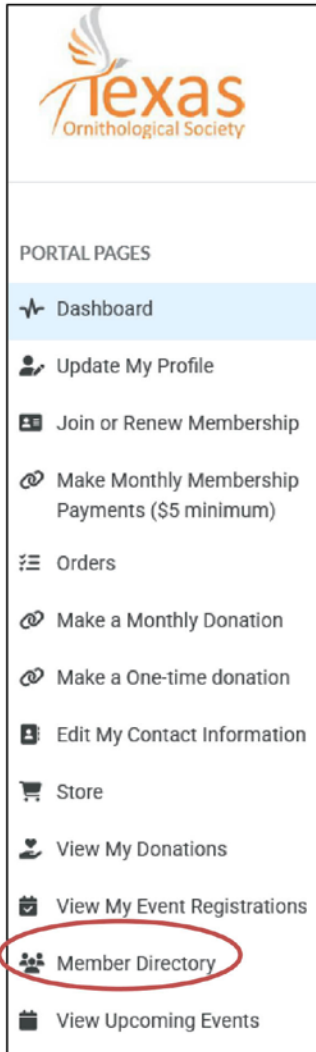 Texas
Ornithological Society
PORTAL PAGES
Dashboard
Update My Profile
Join or Renew Membership
Make Monthly Membership
Payments ($5 minimum)
Orders
Make a Monthly Donation
Make a One-time donation
Edit My Contact Information
Store
View My Donations
View My Event Registrations
Member Directory
View Upcoming Events